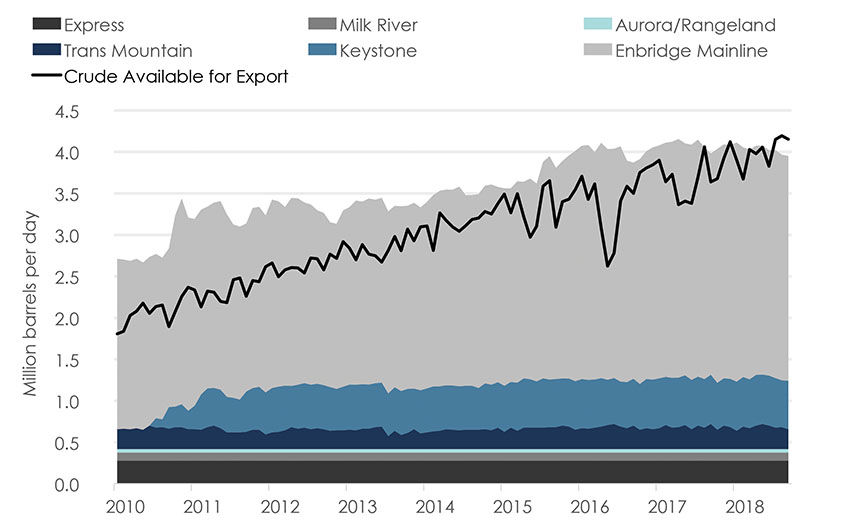 Express Milk River Aurora/Rangeland
Trans Mountain Keystone Enbridge Mainline
Crude Available for Export
Million barrels per day
4.5
4.0
3.5
3.0
2.5
2.0
1.5
1.0
0.5
0.0
2010 2011 2012 2013 2014 2015 2016 2017 2018